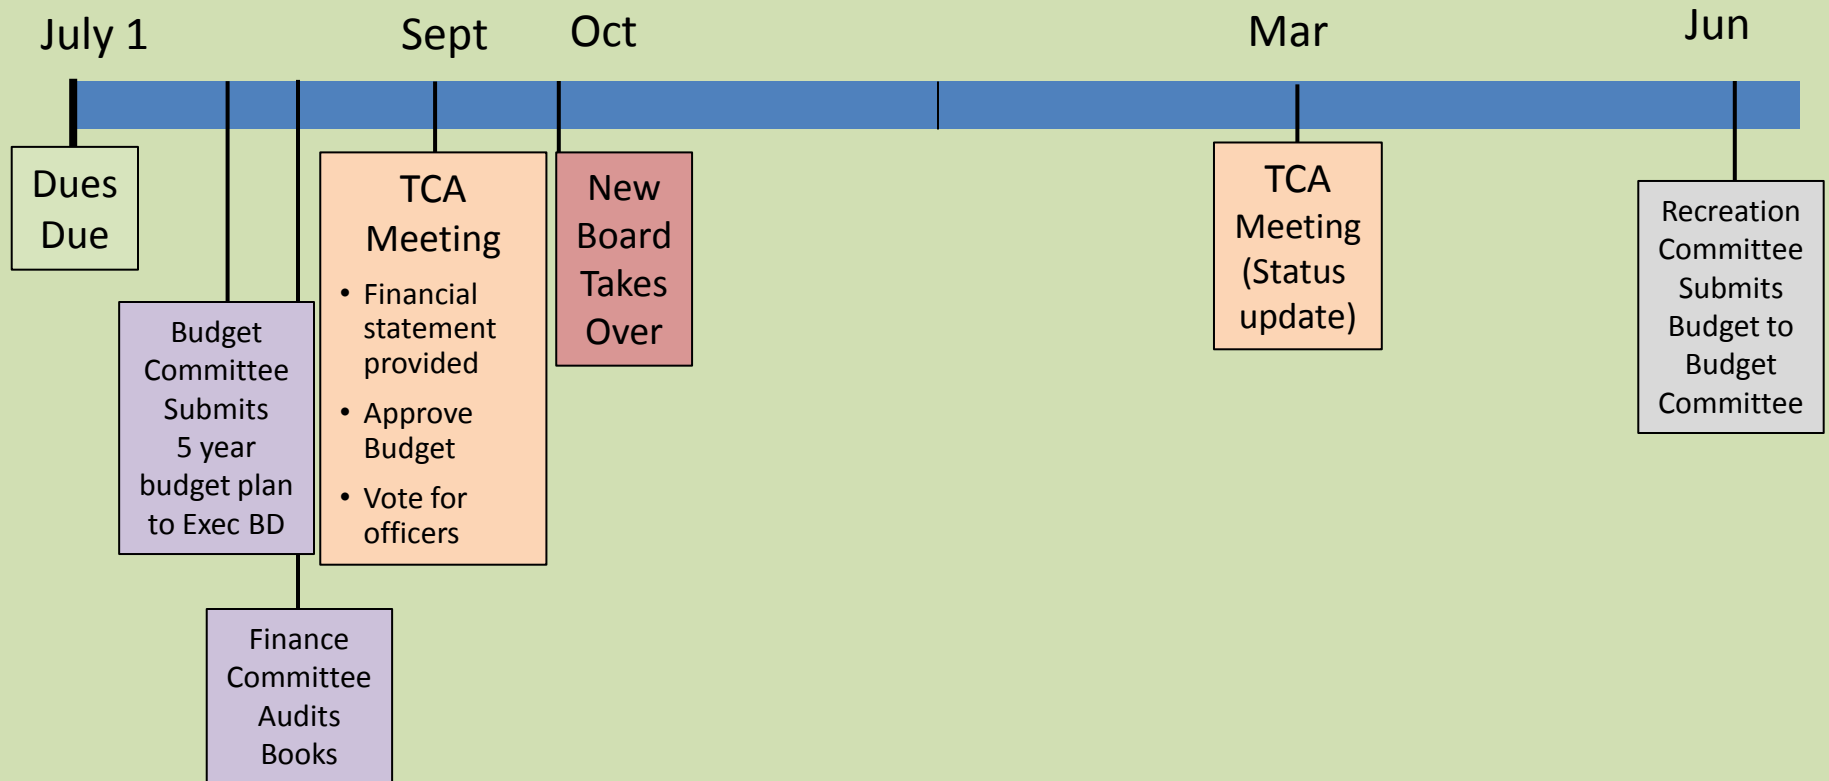 July 1
Sept
Oct
Mar
Jun
Dues
Due
Budget
Committee
Submits
5 year
budget plan
to Exec BD
Finance
Committee
Audits
Books
TCA
Meeting
• Financial
statement
provided
• Approve
Budget
• Vote for
officers
New
Board
Takes
Over
TCA
Meeting
(Status
update)
Recreation
Committee
Submits
Budget to
Budget
Committee